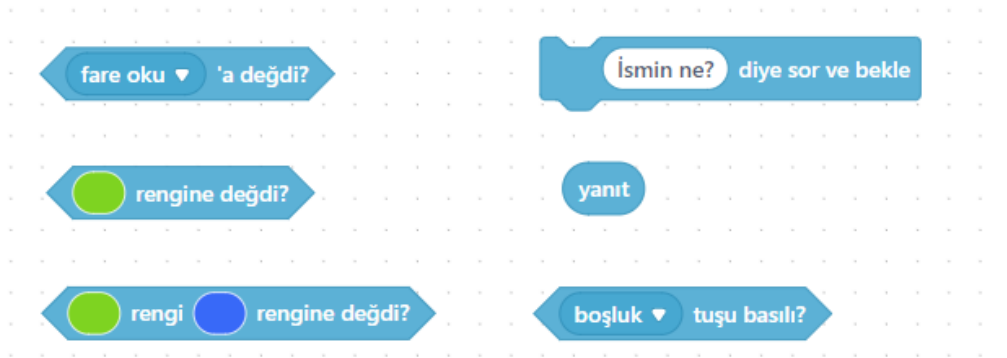 fare oku 'a değdi?
İsmin ne? diye sor ve bekle
rengine değdi?
yanıt
rengi rengine değdi?
boşluk tuşu basılı?